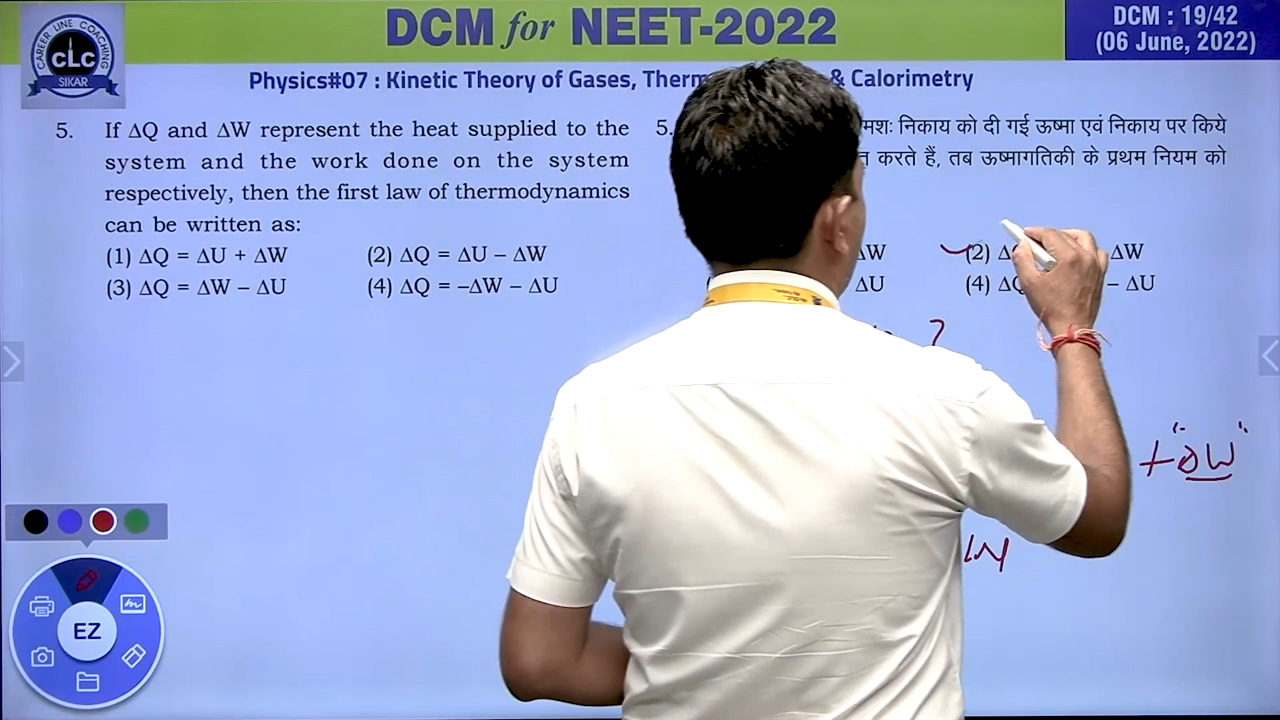 DCM for NEET-2022
DCM : 19/42
(06 June, 2022)
CAREER LINE COACHING
CLC
SIKAR
Physics#07 : Kinetic Theory of Gases, & Calorimetry
5. If ΔQ and ΔW represent the heat supplied to the
system and the work done on the system
respectively, then the first law of thermodynamics
can be written as:
(1) ΔQ = ΔU + ΔW (2) ΔQ = ΔU – ΔW
(3) ΔQ = ΔW – ΔU (4) ΔQ = –ΔW – ΔU
5. निकाय को दी गई ऊष्मा एवं निकाय पर किये
करते हैं, तब ऊष्मागतिकी के प्रथम नियम को
(2) ΔW
(4) – ΔU
ΔU
+ "ΔW"
EZ